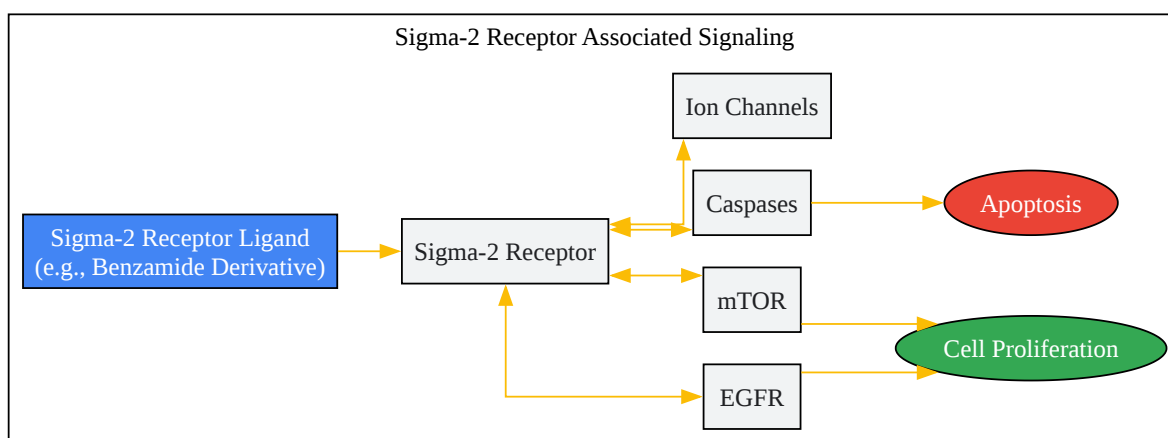 Sigma-2 Receptor Associated Signaling
Ion Channels
Caspases
Apoptosis
Sigma-2 Receptor Ligand
(e.g., Benzamide Derivative)
Sigma-2 Receptor
mTOR
Cell Proliferation
EGFR